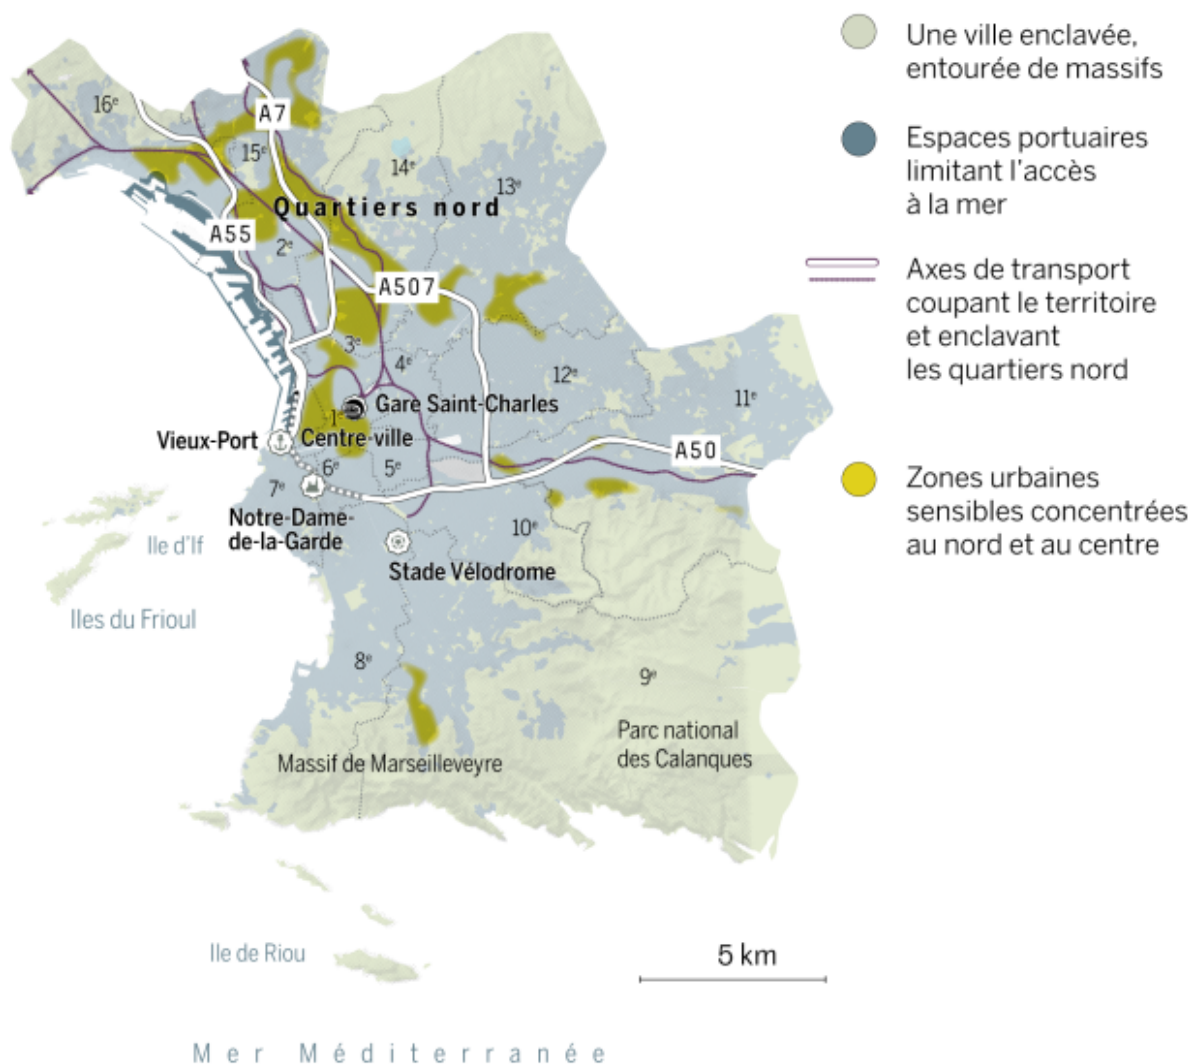 Une ville enclavée,
entourée de massifs
Espaces portuaires
limitant l'accès
à la mer
Axes de transport
coupant le territoire
et enclavant
les quartiers nord
Zones urbaines
sensibles concentrées
au nord et au centre
16e
A7
15e
14e
13e
Quartiers nord
A55
2e
A507
3e
4e
12e
11e
Gare Saint-Charles
1e
Vieux-Port
Centre-ville
A50
6e
5e
7e
Notre-Dame-
de-la-Garde
10e
Ile d'If
Stade Vélodrome
Iles du Frioul
8e
9e
Parc national
des Calanques
Massif de Marseilleveyre
Ile de Riou
5 km
Mer Méditerranée